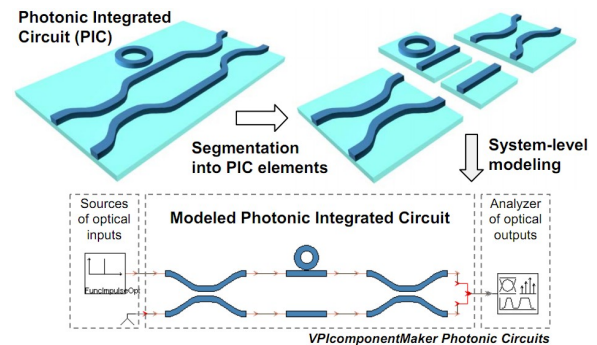 Photonic Integrated
Circuit (PIC)
Segmentation
into PIC elements
System-level
modeling
Sources
of optical
inputs
Modeled Photonic Integrated Circuit
Analyzer
of optical
outputs
FuncImpulseOp
VPIcomponentMaker Photonic Circuits